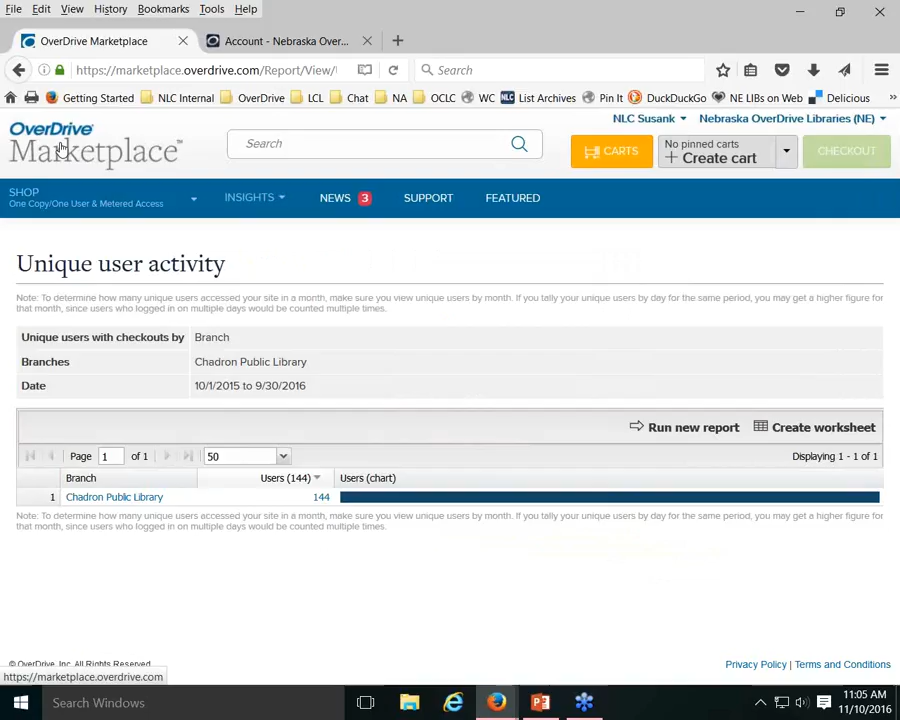 File Edit View History Bookmarks Tools Help
OverDrive Marketplace
Account - Nebraska Over...
https://marketplace.overdrive.com/Report/View/
Search
Getting Started NLC Internal OverDrive LCL Chat NA OCLC WC NLC List Archives Pin It DuckDuckGo NE LIBs on Web Delicious
NLC Susank Nebraska OverDrive Libraries (NE)
OverDrive
Marketplace™
Search
CARTS
No pinned carts
+ Create cart
CHECKOUT
SHOP
One Copy/One User & Metered Access
INSIGHTS NEWS 3 SUPPORT FEATURED
Unique user activity
Note: To determine how many unique users accessed your site in a month, make sure you view unique users by month. If you tally your unique users by day for the same period, you may get a higher figure for
that month, since users who logged in on multiple days would be counted multiple times.
Unique users with checkouts by Branch
Branches Chadron Public Library
Date 10/1/2015 to 9/30/2016
Run new report Create worksheet
Page 1 of 1 50 Displaying 1 - 1 of 1
Branch Users (144) Users (chart)
1 Chadron Public Library 144
Note: To determine how many unique users accessed your site in a month, make sure you view unique users by month. If you tally your unique users by day for the same period, you may get a higher figure for
that month, since users who logged in on multiple days would be counted multiple times.
© OverDrive, Inc. All Rights Reserved.
Privacy Policy | Terms and Conditions
https://marketplace.overdrive.com
Search Windows
11:05 AM
11/10/2016